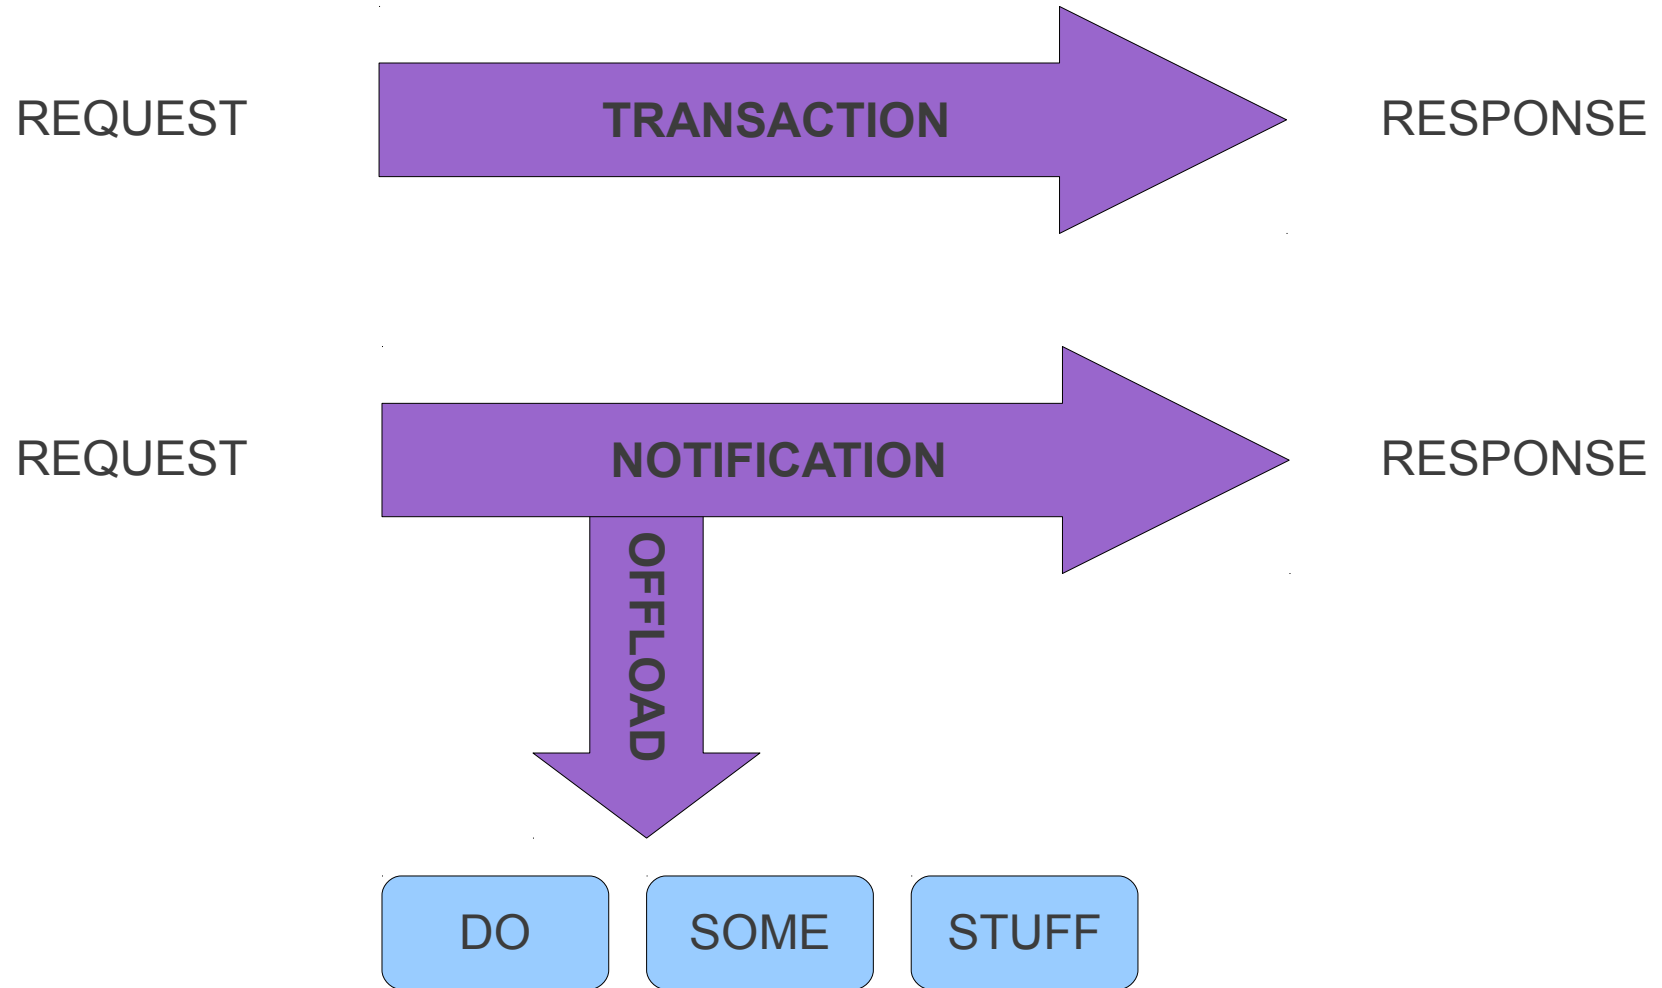 REQUEST TRANSACTION RESPONSE
REQUEST NOTIFICATION RESPONSE
OFFLOAD
DO SOME STUFF